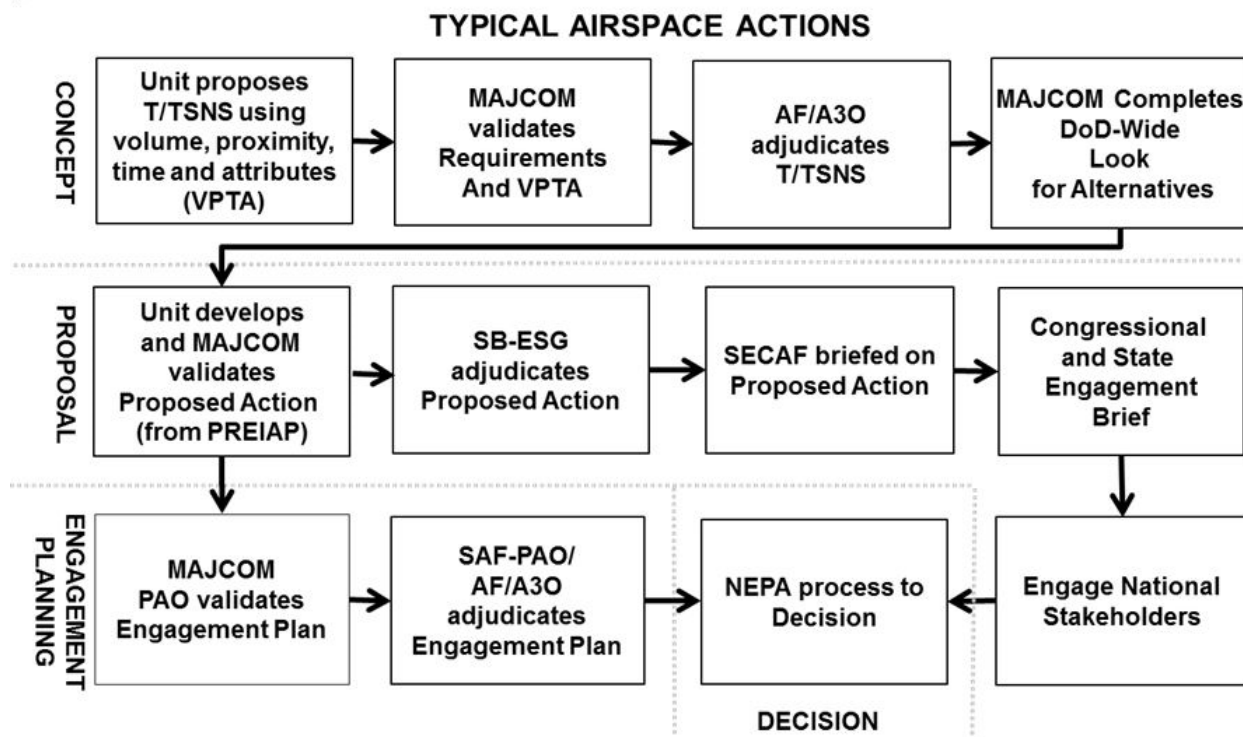 TYPICAL AIRSPACE ACTIONS
CONCEPT
Unit proposes
T/TSNS using
volume, proximity,
time and attributes
(VPTA)
MAJCOM
validates
Requirements
And VPTA
AF/A3O
adjudicates
T/TSNS
MAJCOM Completes
DoD-Wide
Look
for Alternatives
PROPOSAL
Unit develops
and MAJCOM
validates
Proposed Action
(from PREIAP)
SB-ESG
adjudicates
Proposed Action
SECAF briefed on
Proposed Action
Congressional
and State
Engagement
Brief
ENGAGEMENT
PLANNING
MAJCOM
PAO validates
Engagement Plan
SAF-PAO/
AF/A3O
adjudicates
Engagement Plan
NEPA process to
Decision
Engage National
Stakeholders
DECISION